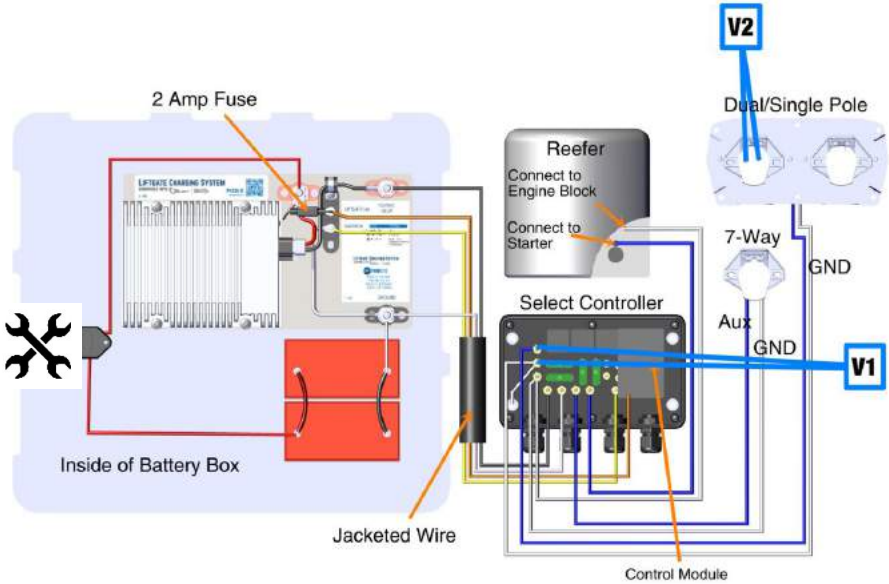 V2
2 Amp Fuse
Dual/Single Pole
Reefer
Connect to
Engine Block
Connect to
Starter
LIFTGATE CHARGING SYSTEM
7-Way
GND
Select Controller
Aux
GND
V1
Inside of Battery Box
Jacketed Wire
Control Module